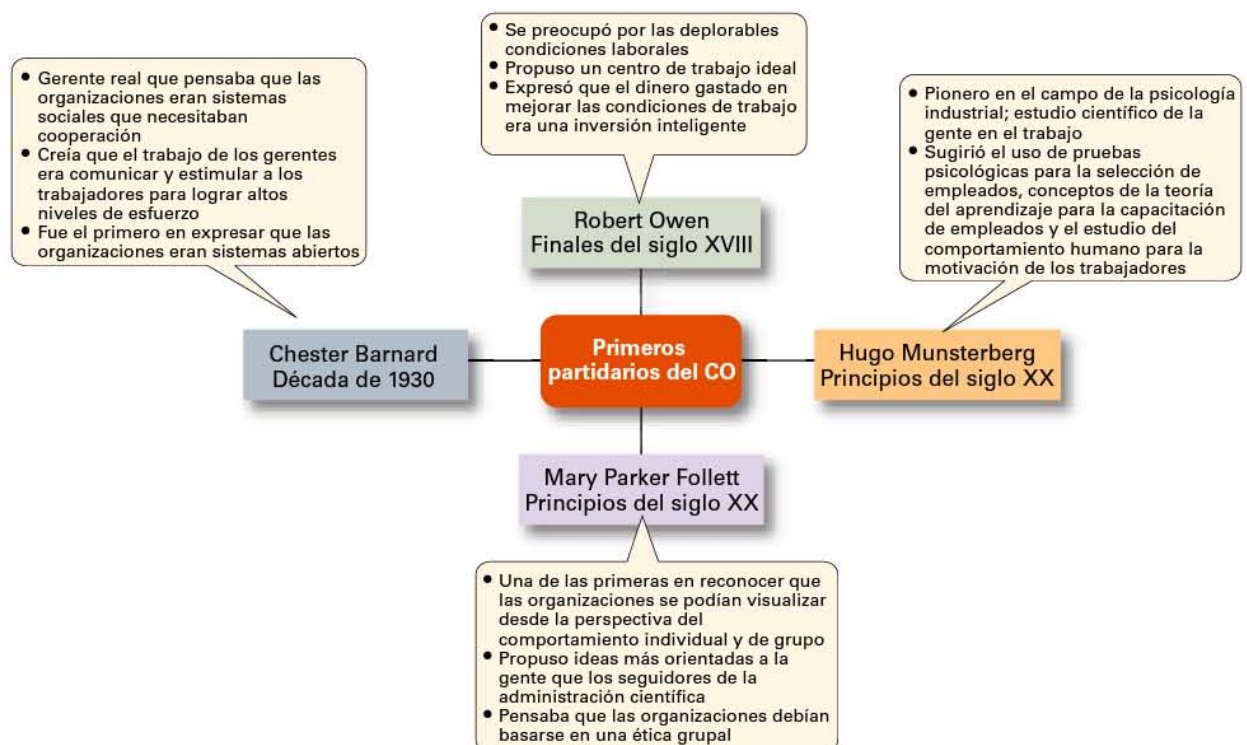 • Se preocupó por las deplorables
condiciones laborales
• Propuso un centro de trabajo ideal
• Expresó que el dinero gastado en
mejorar las condiciones de trabajo
era una inversión inteligente
• Gerente real que pensaba que las
organizaciones eran sistemas
sociales que necesitaban
cooperación
• Creía que el trabajo de los gerentes
era comunicar y estimular a los
trabajadores para lograr altos
niveles de esfuerzo
• Fue el primero en expresar que las
organizaciones eran sistemas abiertos
• Pionero en el campo de la psicología
industrial; estudio científico de la
gente en el trabajo
• Sugirió el uso de pruebas
psicológicas para la selección de
empleados, conceptos de la teoría
del aprendizaje para la capacitación
de empleados y el estudio del
comportamiento humano para la
motivación de los trabajadores
Robert Owen
Finales del siglo XVIII
Chester Barnard
Década de 1930
Primeros
partidarios del CO
Hugo Munsterberg
Principios del siglo XX
Mary Parker Follett
Principios del siglo XX
• Una de las primeras en reconocer que
las organizaciones se podían visualizar
desde la perspectiva del
comportamiento individual y de grupo
• Propuso ideas más orientadas a la
gente que los seguidores de la
administración científica
• Pensaba que las organizaciones debían
basarse en una ética grupal